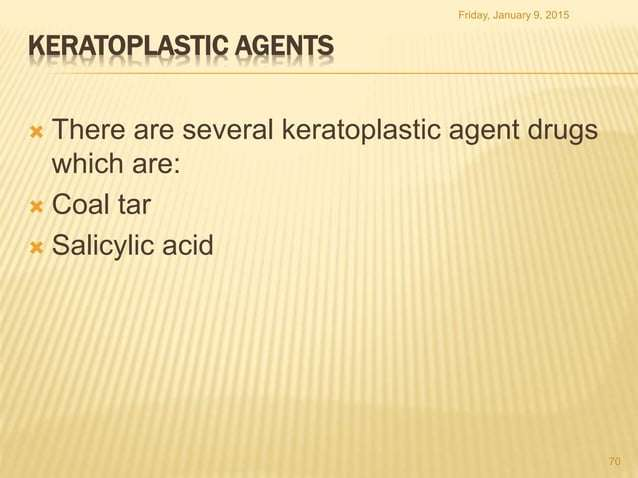 Friday, January 9, 2015
KERATOPLASTIC AGENTS
There are several keratoplastic agent drugs
which are:
Coal tar
Salicylic acid
70